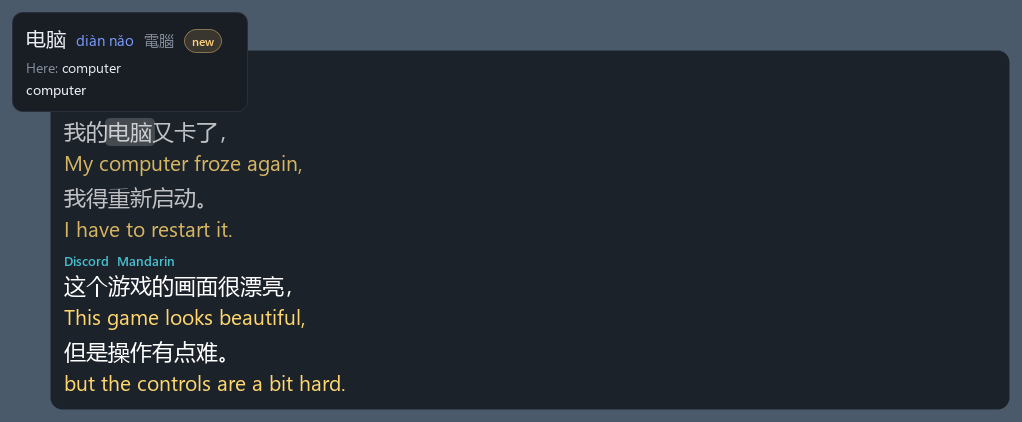 电脑 diàn nǎo 電腦 new
Here: computer
computer
我的电脑又卡了，
My computer froze again,
我得重新启动。
I have to restart it.
Discord Mandarin
这个游戏的画面很漂亮，
This game looks beautiful,
但是操作有点难。
but the controls are a bit hard.